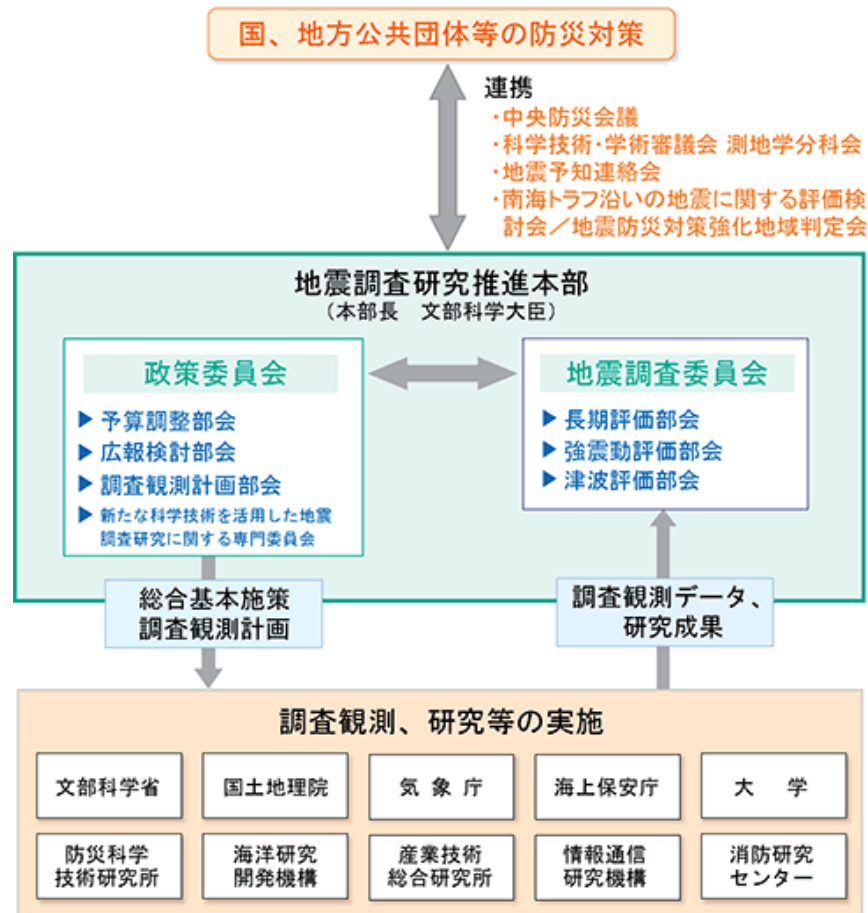 国、地方公共団体等の防災対策
連携
・中央防災会議
・科学技術・学術審議会 測地学分科会
・地震予知連絡会
・南海トラフ沿いの地震に関する評価検
討会／地震防災対策強化地域判定会
地震調査研究推進本部
（本部長　文部科学大臣）
政策委員会
▶ 予算調整部会
▶ 広報検討部会
▶ 調査観測計画部会
▶ 新たな科学技術を活用した地震
調査研究に関する専門委員会
地震調査委員会
▶ 長期評価部会
▶ 強震動評価部会
▶ 津波評価部会
総合基本施策
調査観測計画
調査観測データ、
研究成果
調査観測、研究等の実施
文部科学省
国土地理院
気 象 庁
海上保安庁
大　学
防災科学
技術研究所
海洋研究
開発機構
産業技術
総合研究所
情報通信
研究機構
消防研究
センター